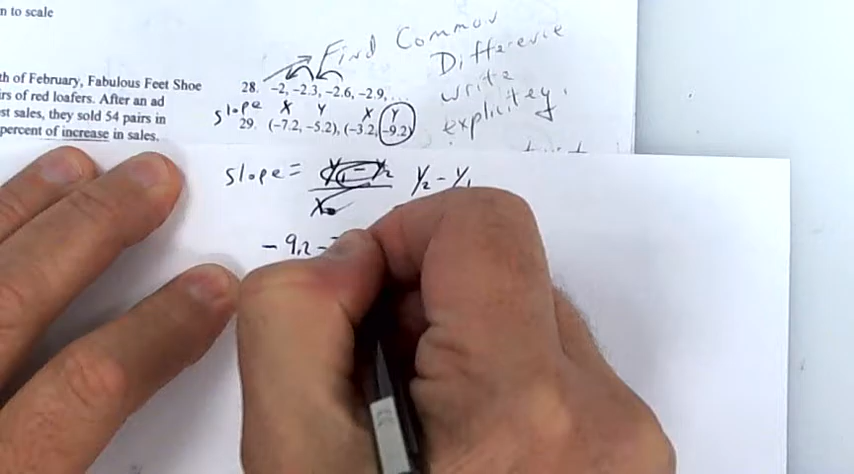 n to scale
Find Common
Difference
write
explicitey.
th of February, Fabulous Feet Shoe
irs of red loafers. After an ad
st sales, they sold 54 pairs in
percent of increase in sales.
28. -2, -2.3, -2.6, -2.9, ...
slope X Y X Y
29. (-7.2, -5.2), (-3.2, -9.2)
slope = Y₂ - Y₁
- 9.2 -